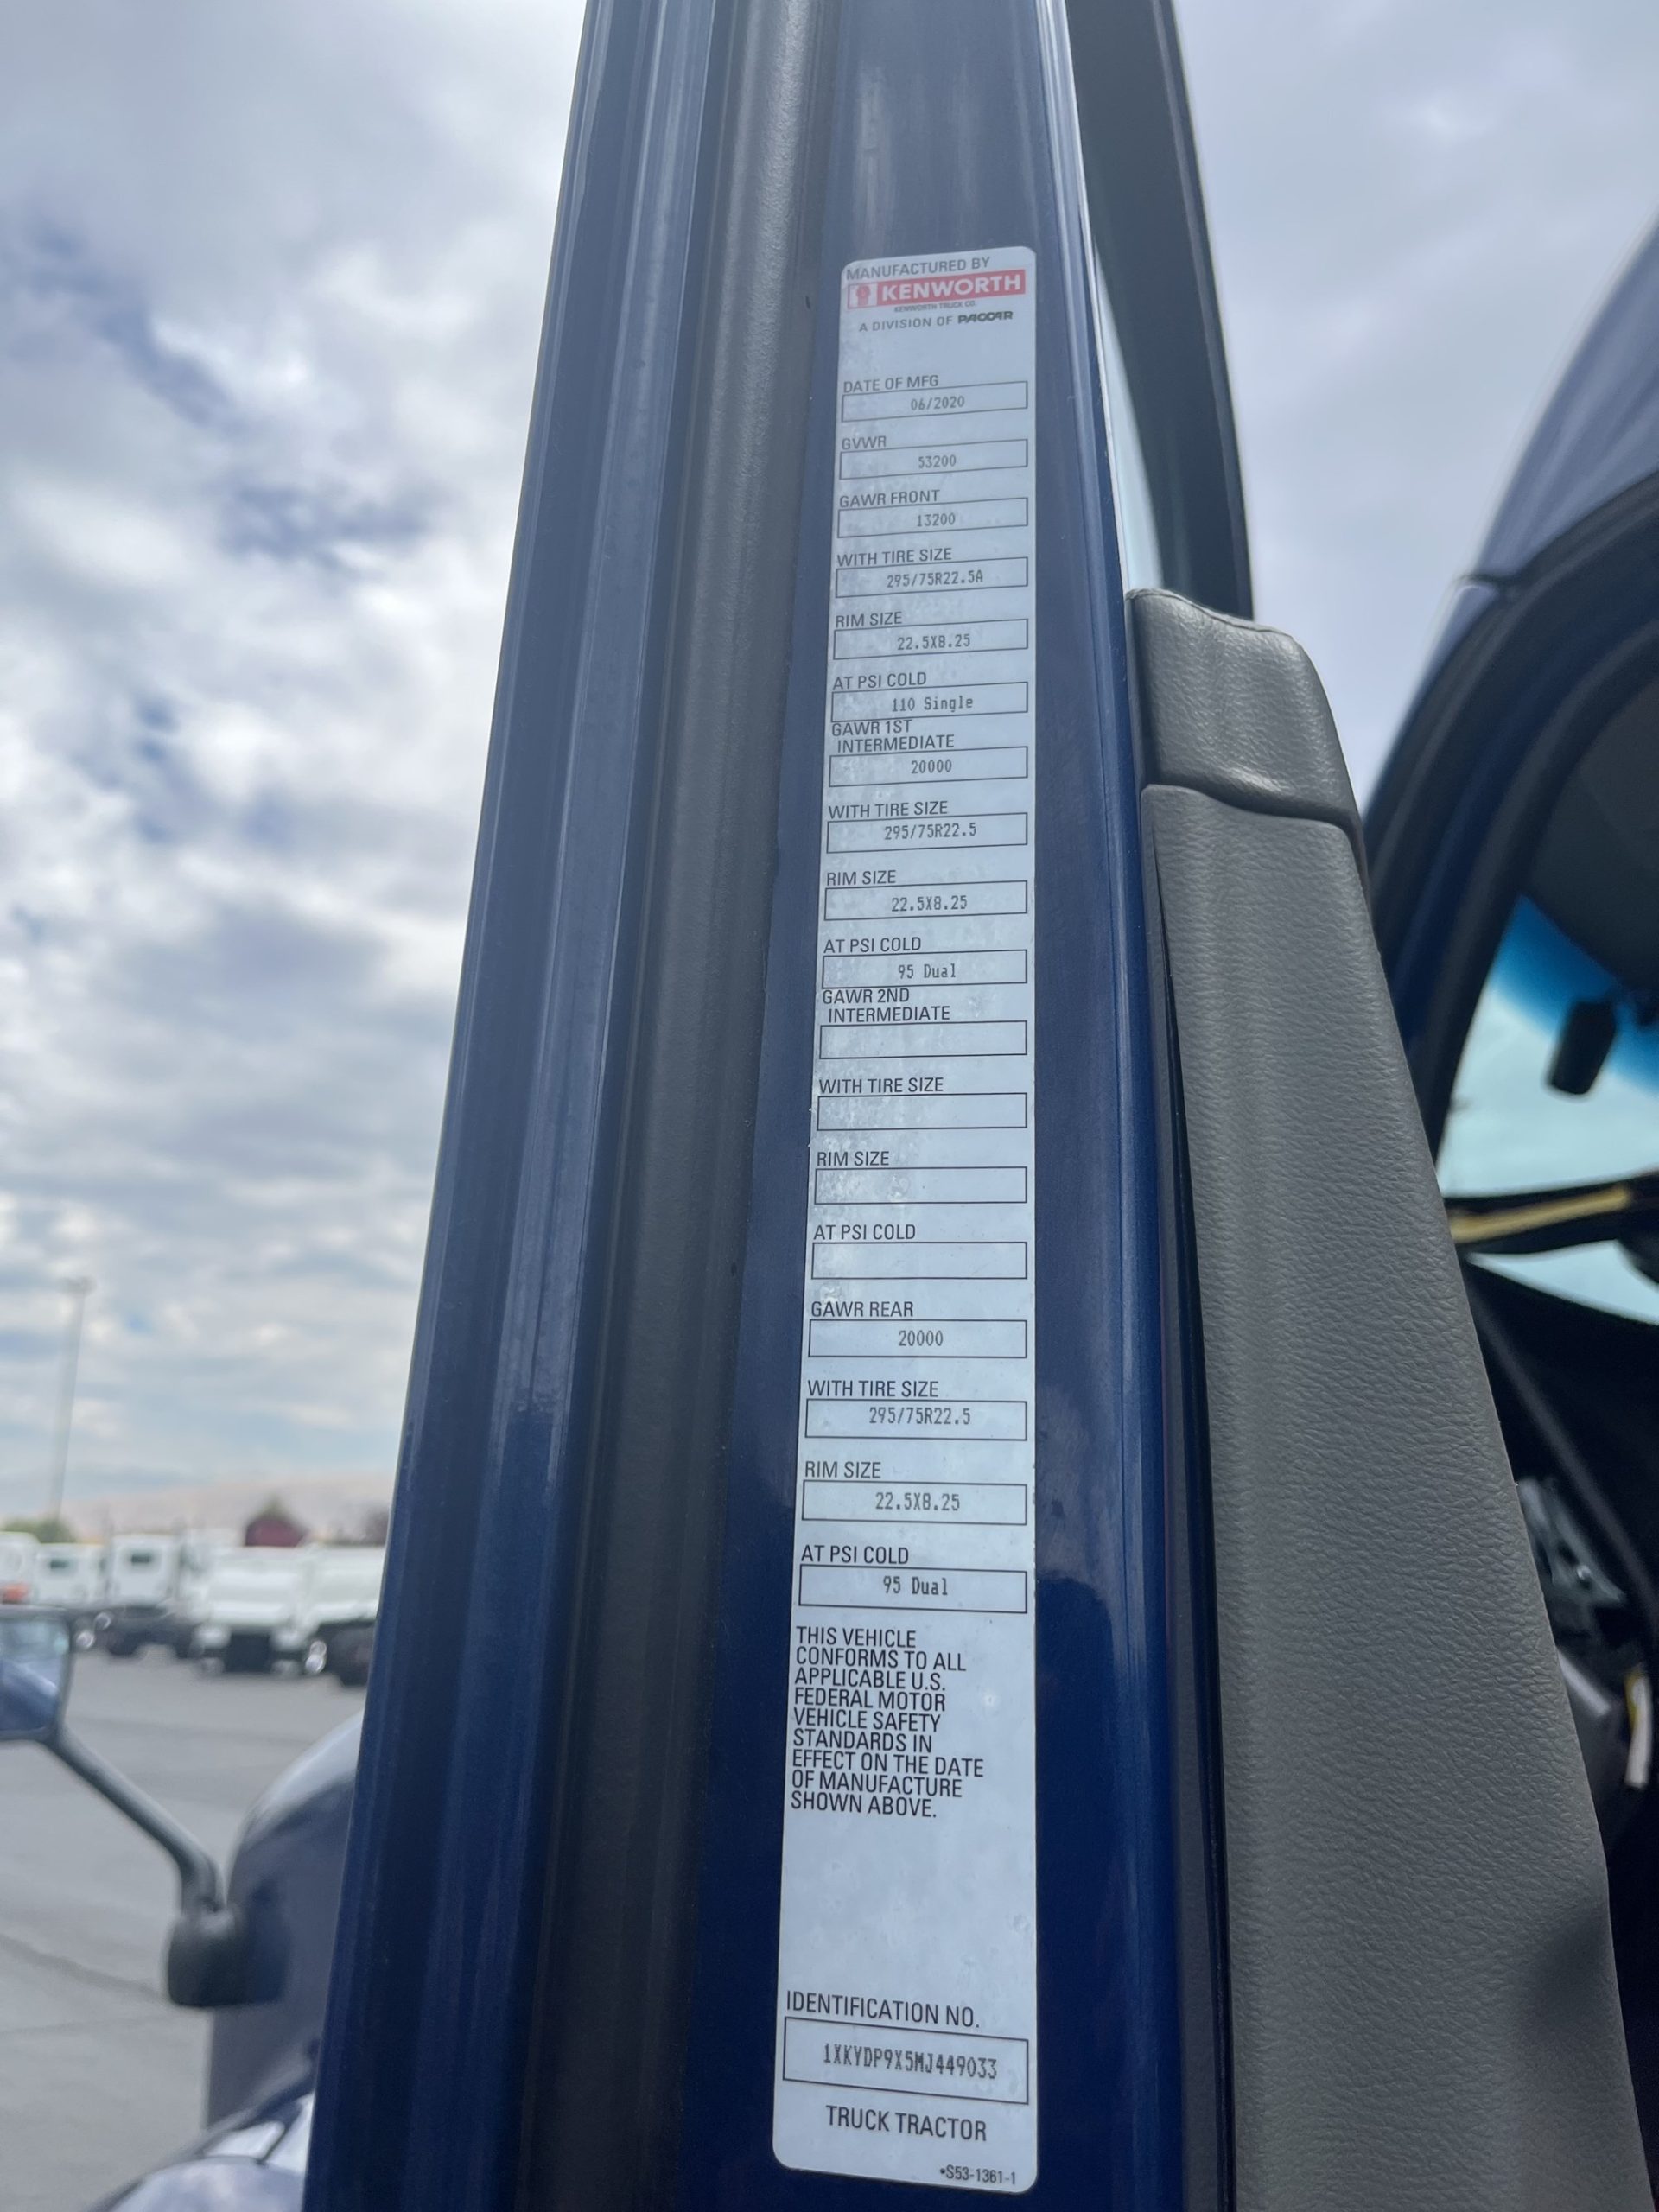 MANUFACTURED BY
KENWORTH
KENWORTH TRUCK CO.
A DIVISION OF PACCAR
DATE OF MFG
06/2020
GVWR
53200
GAWR FRONT
13200
WITH TIRE SIZE
295/75R22.5A
RIM SIZE
22.5X8.25
AT PSI COLD
110 Single
GAWR 1ST
INTERMEDIATE
20000
WITH TIRE SIZE
295/75R22.5
RIM SIZE
22.5X8.25
AT PSI COLD
95 Dual
GAWR 2ND
INTERMEDIATE
WITH TIRE SIZE
RIM SIZE
AT PSI COLD
GAWR REAR
20000
WITH TIRE SIZE
295/75R22.5
RIM SIZE
22.5X8.25
AT PSI COLD
95 Dual
THIS VEHICLE
CONFORMS TO ALL
APPLICABLE U.S.
FEDERAL MOTOR
VEHICLE SAFETY
STANDARDS IN
EFFECT ON THE DATE
OF MANUFACTURE
SHOWN ABOVE.
IDENTIFICATION NO.
1XKYDP9X5MJ449033
TRUCK TRACTOR
•S53-1361-1